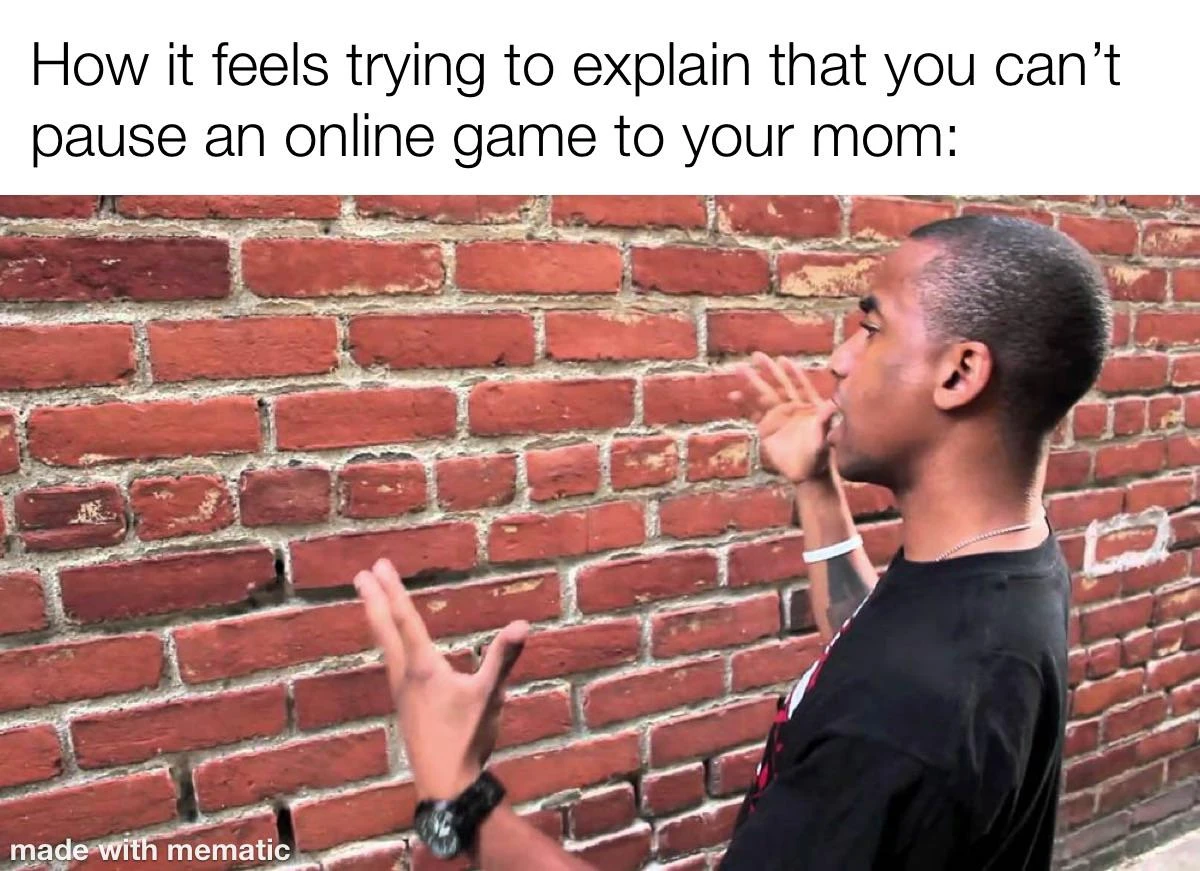 How it feels trying to explain that you can’t
pause an online game to your mom:
made with mematic